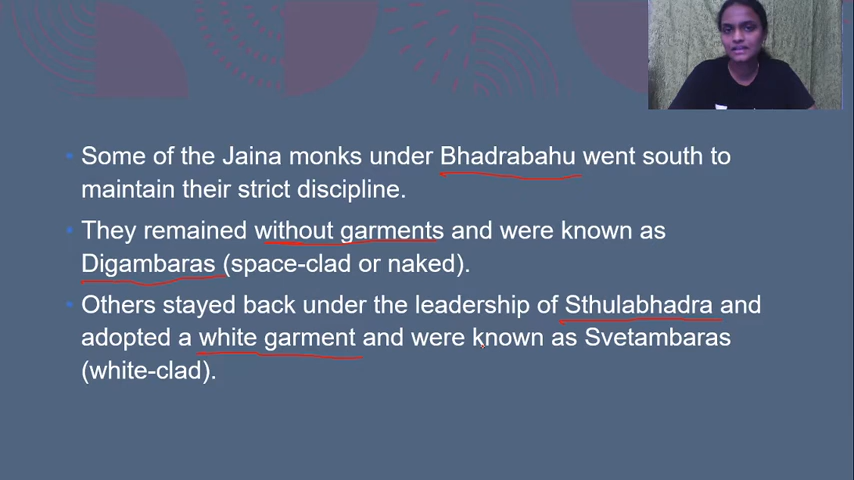 • Some of the Jaina monks under Bhadrabahu went south to
maintain their strict discipline.
• They remained without garments and were known as
Digambaras (space-clad or naked).
• Others stayed back under the leadership of Sthulabhadra and
adopted a white garment and were known as Svetambaras
(white-clad).